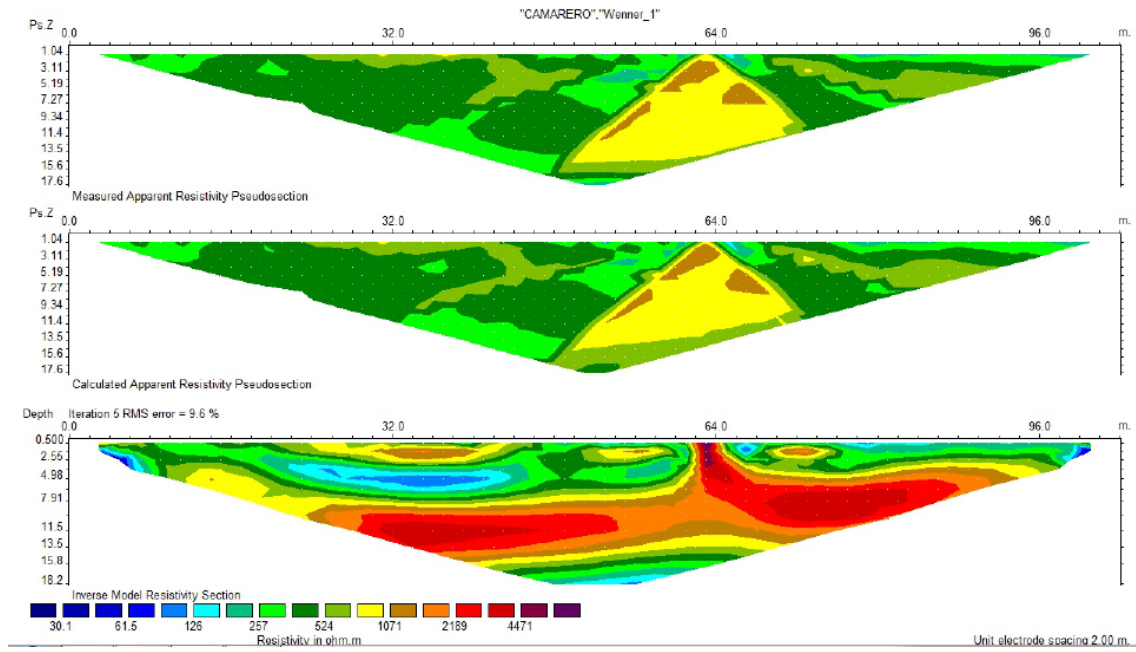 "CAMARERO","Wenner_1"
Ps.Z 0.0 32.0 64.0 96.0 m.
1.04
3.11
5.19
7.27
9.34
11.4
13.5
15.6
17.6
Measured Apparent Resistivity Pseudosection
Ps.Z 0.0 32.0 64.0 96.0 m.
1.04
3.11
5.19
7.27
9.34
11.4
13.5
15.6
17.6
Calculated Apparent Resistivity Pseudosection
Depth Iteration 5 RMS error = 9.6 %
0.0 32.0 64.0 96.0 m.
0.500
2.55
4.98
7.91
11.5
13.5
15.8
18.2
Inverse Model Resistivity Section
30.1 61.5 126 257 524 1071 2189 4471
Resistivity in ohm.m Unit electrode spacing 2.00 m.